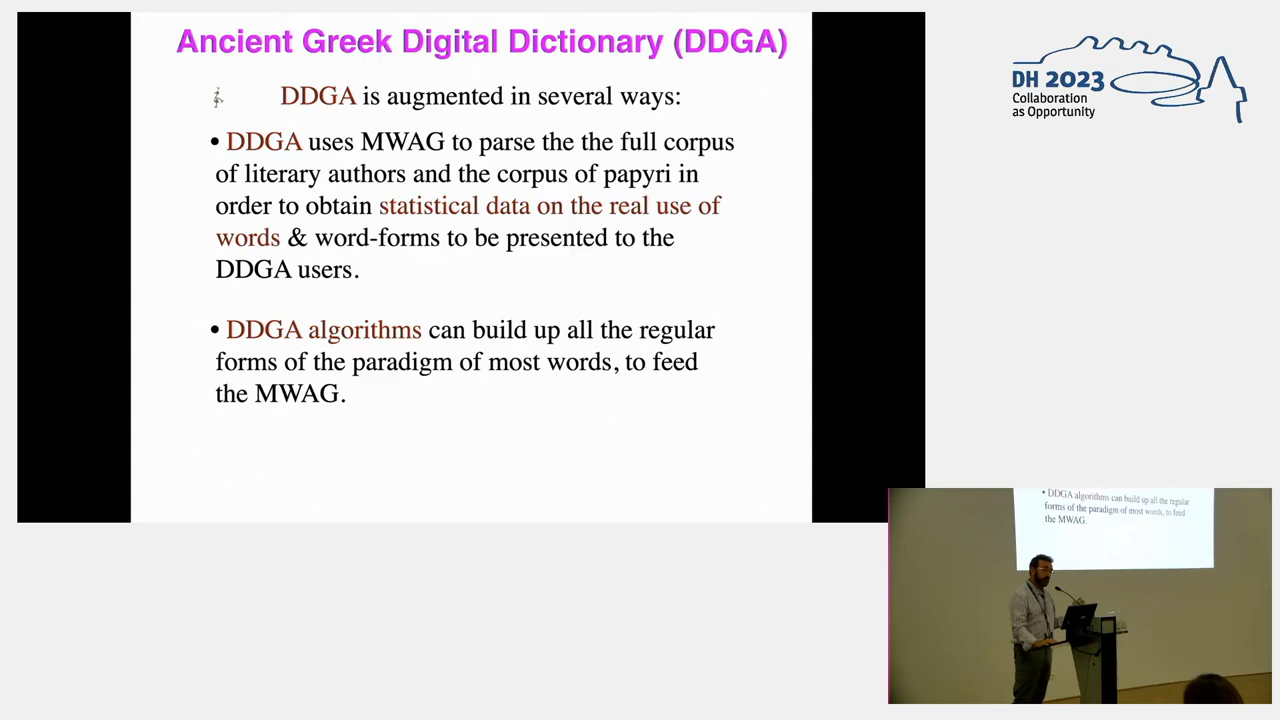 Ancient Greek Digital Dictionary (DDGA)
DDGA is augmented in several ways:
• DDGA uses MWAG to parse the the full corpus
of literary authors and the corpus of papyri in
order to obtain statistical data on the real use of
words & word-forms to be presented to the
DDGA users.
• DDGA algorithms can build up all the regular
forms of the paradigm of most words, to feed
the MWAG.
DH 2023
Collaboration
as Opportunity
• DDGA algorithms can build up all the regular
forms of the paradigm of most words, to feed
the MWAG.